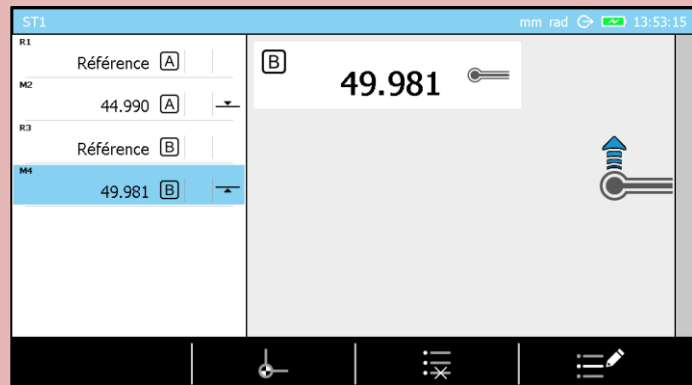 ST1 mm rad 13:53:15
R1
Référence A
M2
44.990 A
R3
Référence B
M4
49.981 B
B
49.981